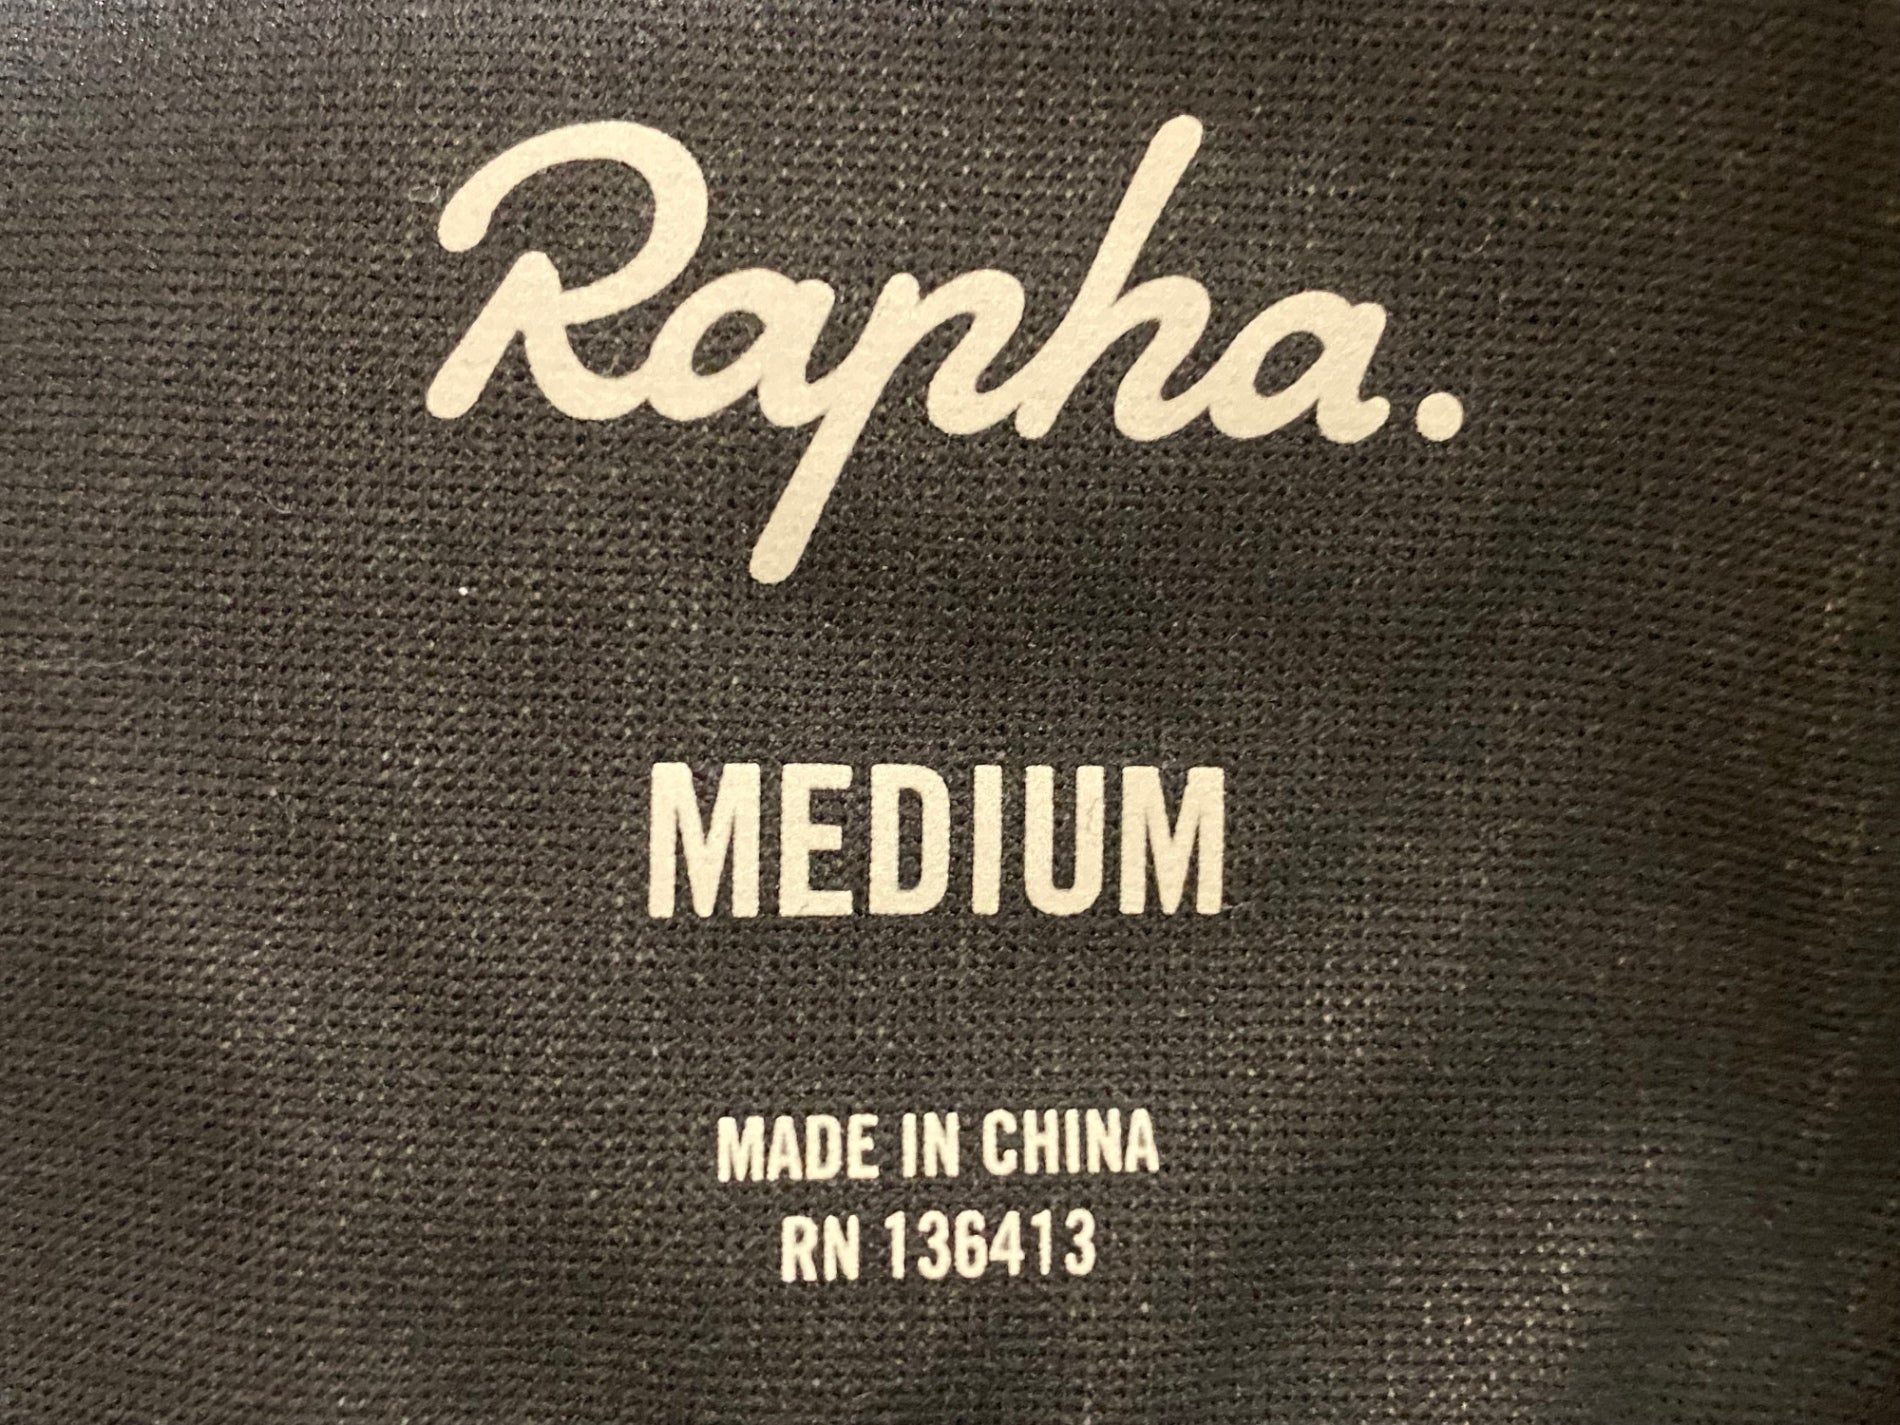 Rapha.
MEDIUM
MADE IN CHINA
RN 136413